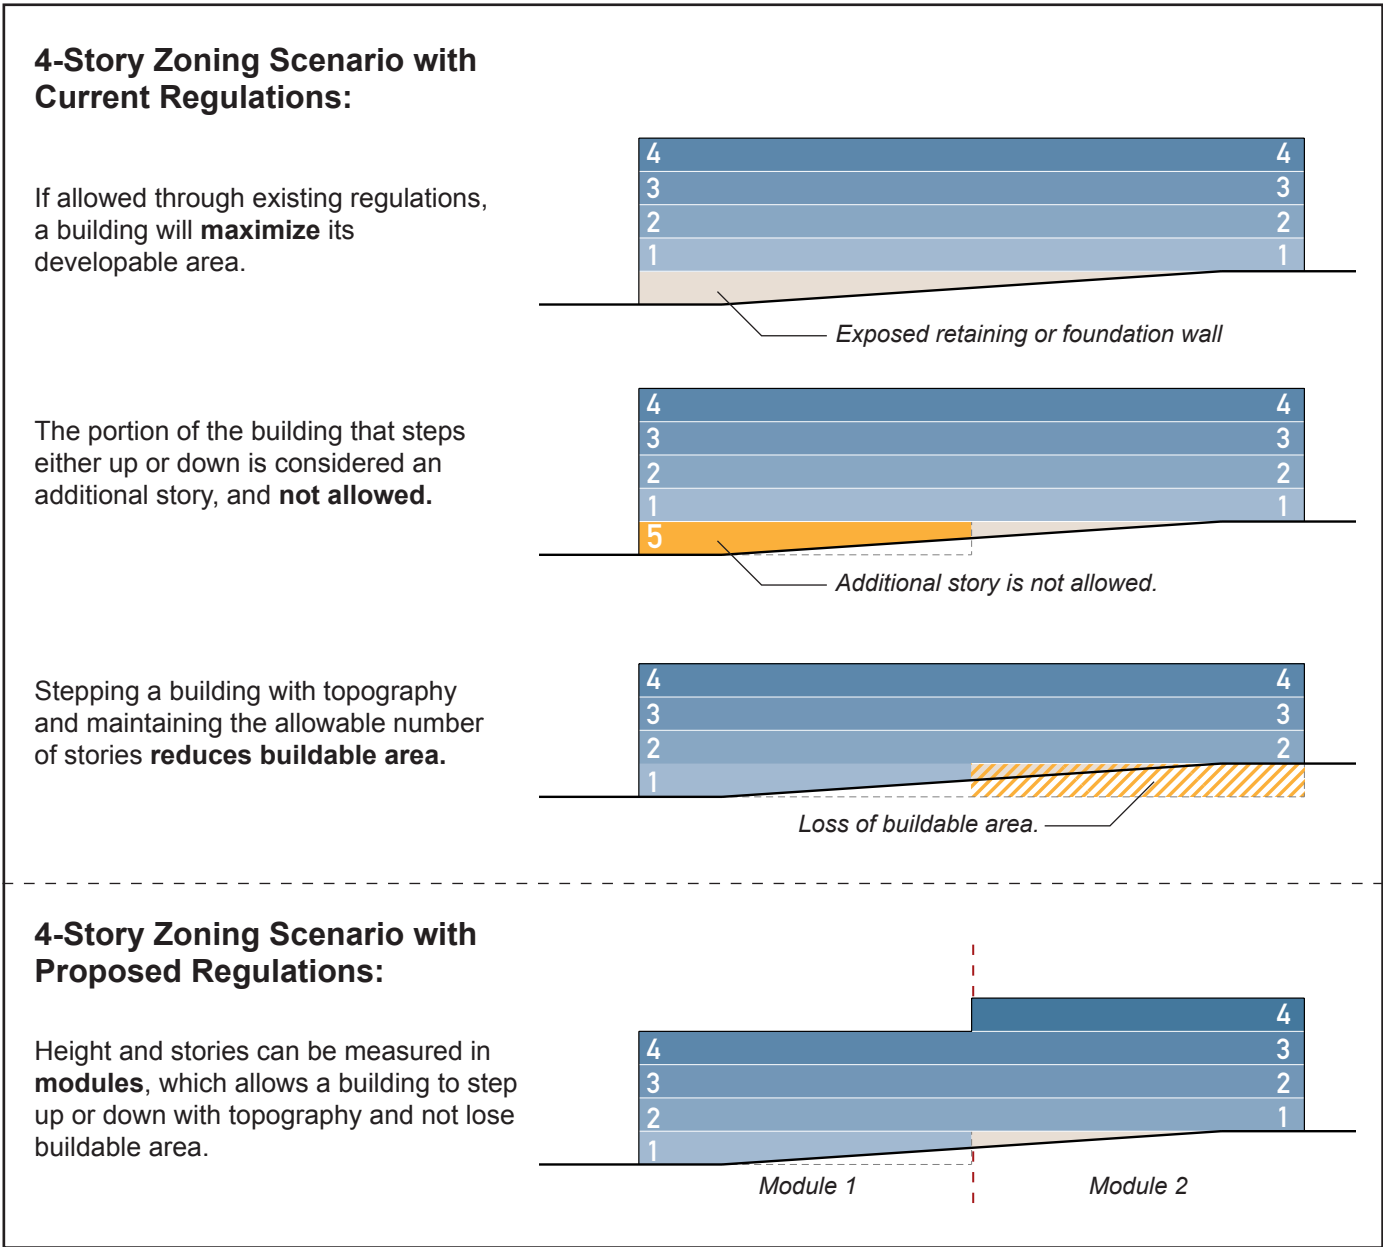 4-Story Zoning Scenario with
Current Regulations:
If allowed through existing regulations,
a building will maximize its
developable area.
4 4
3 3
2 2
1 1
Exposed retaining or foundation wall
The portion of the building that steps
either up or down is considered an
additional story, and not allowed.
4 4
3 3
2 2
1 1
5
Additional story is not allowed.
Stepping a building with topography
and maintaining the allowable number
of stories reduces buildable area.
4 4
3 3
2 2
1
Loss of buildable area.
4-Story Zoning Scenario with
Proposed Regulations:
Height and stories can be measured in
modules, which allows a building to step
up or down with topography and not lose
buildable area.
4
4 3
3 2
2 1
1
Module 1 Module 2